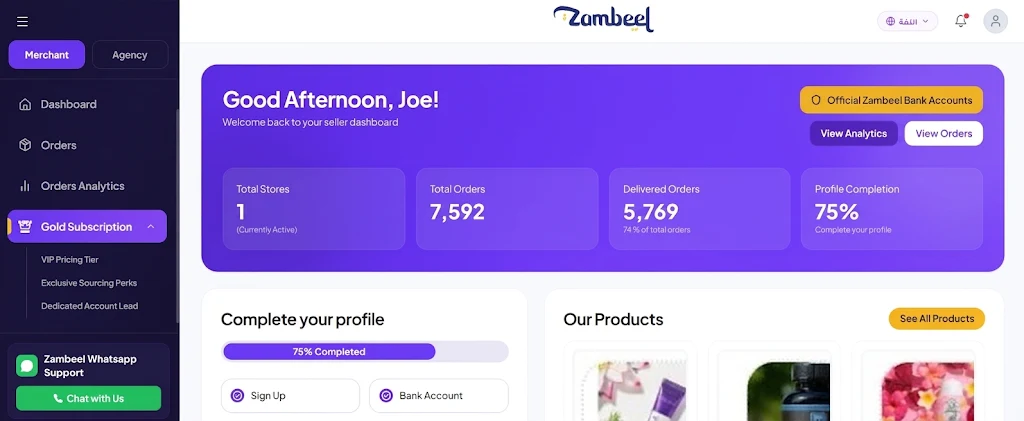 Zambeel
اللغة
Merchant
Agency
Dashboard
Orders
Orders Analytics
Gold Subscription
VIP Pricing Tier
Exclusive Sourcing Perks
Dedicated Account Lead
Zambeel Whatsapp
Support
Chat with Us
Good Afternoon, Joe!
Welcome back to your seller dashboard
Official Zambeel Bank Accounts
View Analytics
View Orders
Total Stores
1
(Currently Active)
Total Orders
7,592
Delivered Orders
5,769
74 % of total orders
Profile Completion
75%
Complete your profile
Complete your profile
75% Completed
Sign Up
Bank Account
Our Products
See All Products